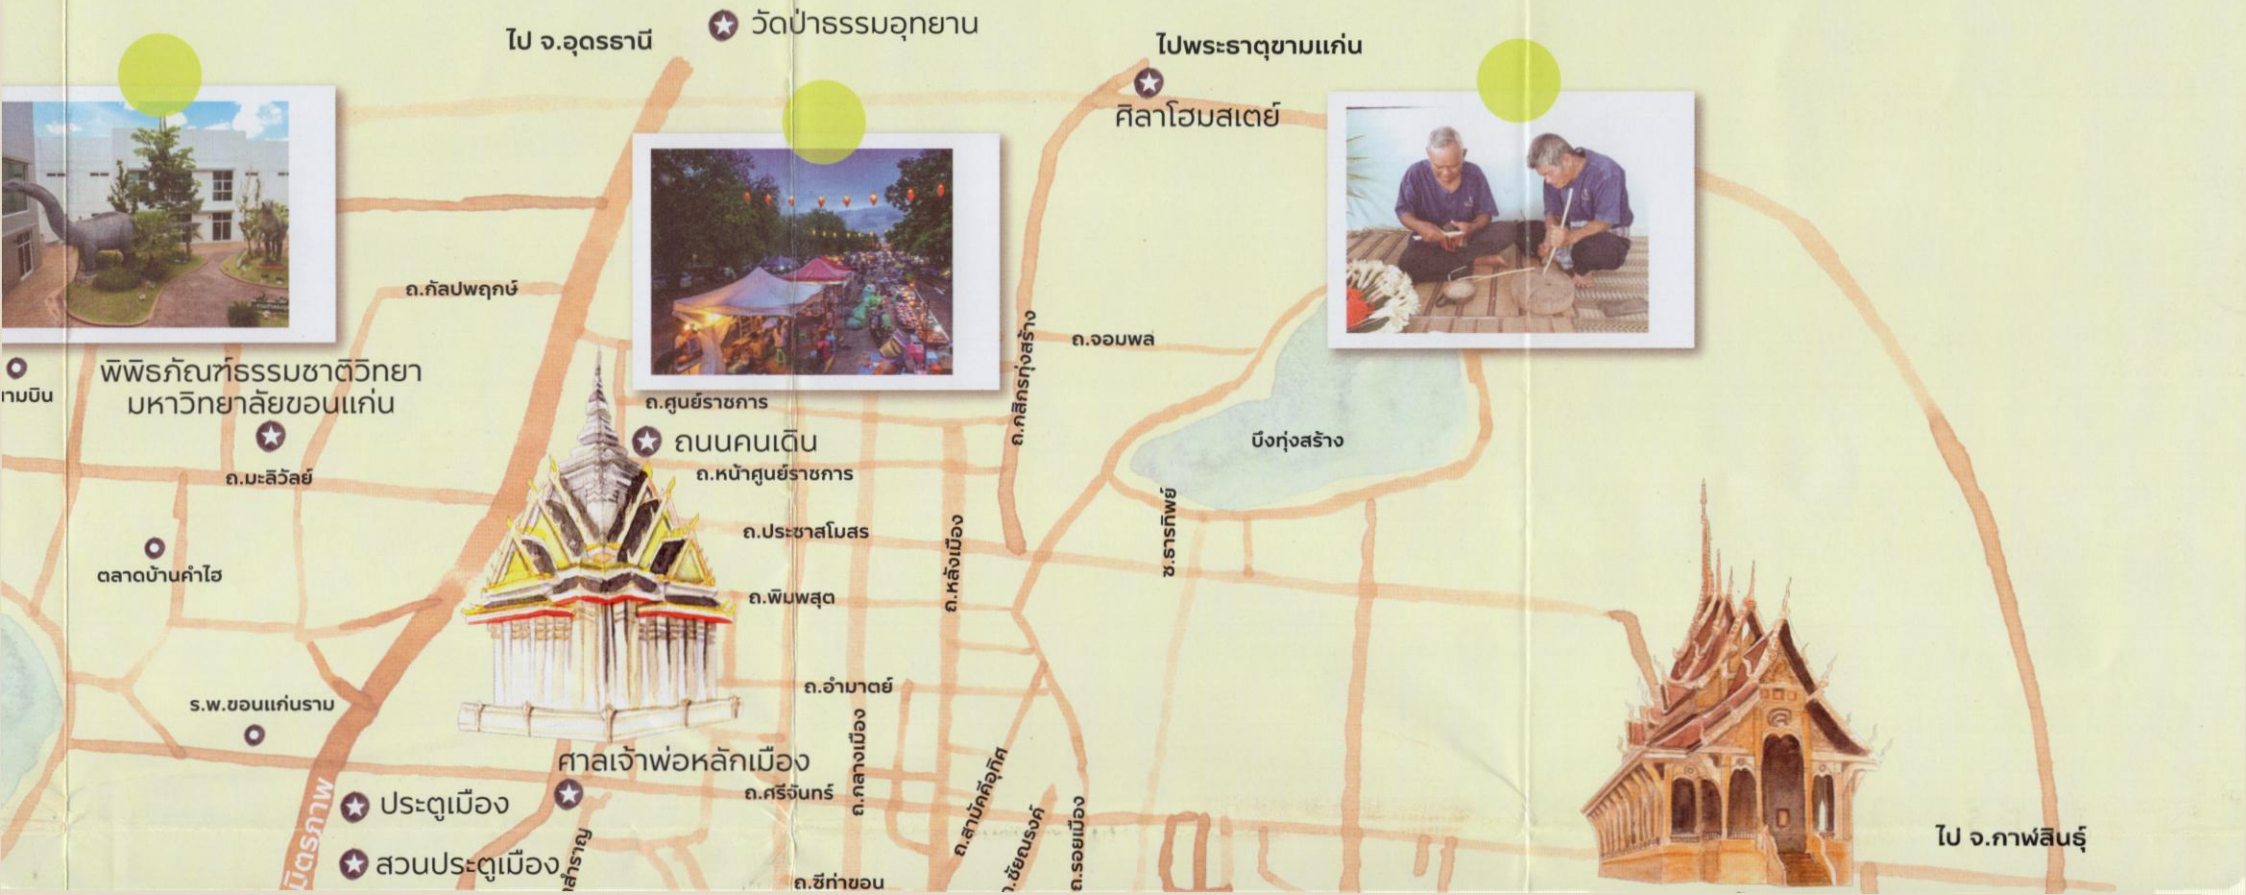 วัดป่าธรรมอุทยาน
ไป จ.อุดรธานี
ไปพระธาตุขามแก่น
ศิลาโฮมสเตย์
ถ.กัลปพฤกษ์
ถ.กสิกรทุ่งสร้าง
ถ.จอมพล
พิพิธภัณฑ์ธรรมชาติวิทยา
มหาวิทยาลัยขอนแก่น
ถ.ศูนย์ราชการ
ถนนคนเดิน
บึงทุ่งสร้าง
ถ.มะลิวัลย์
ถ.หน้าศูนย์ราชการ
ซ.ธารทิพย์
ถ.ประชาสโมสร
ถ.หลังเมือง
ตลาดบ้านคำไฮ
ถ.พิมพสุต
ถ.อำมาตย์
ร.พ.ขอนแก่นราม
ถ.กลางเมือง
ศาลเจ้าพ่อหลักเมือง
ถ.ศรีจันทร์
ถ.สามัคคีอุทิศ
มิตรภาพ
ประตูเมือง
ถ.รอบเมือง
ไป จ.กาฬสินธุ์
สวนประตูเมือง
ถ.ชีท่าขอน